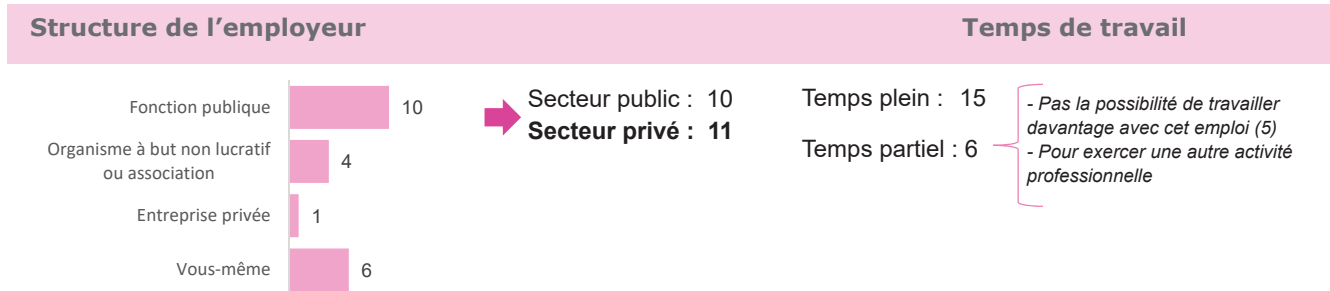 Structure de l’employeur
Temps de travail
Fonction publique
10
Organisme à but non lucratif
ou association
4
Entreprise privée
1
Vous-même
6
Secteur public : 10
Secteur privé : 11
Temps plein : 15
Temps partiel : 6
- Pas la possibilité de travailler
davantage avec cet emploi (5)
- Pour exercer une autre activité
professionnelle